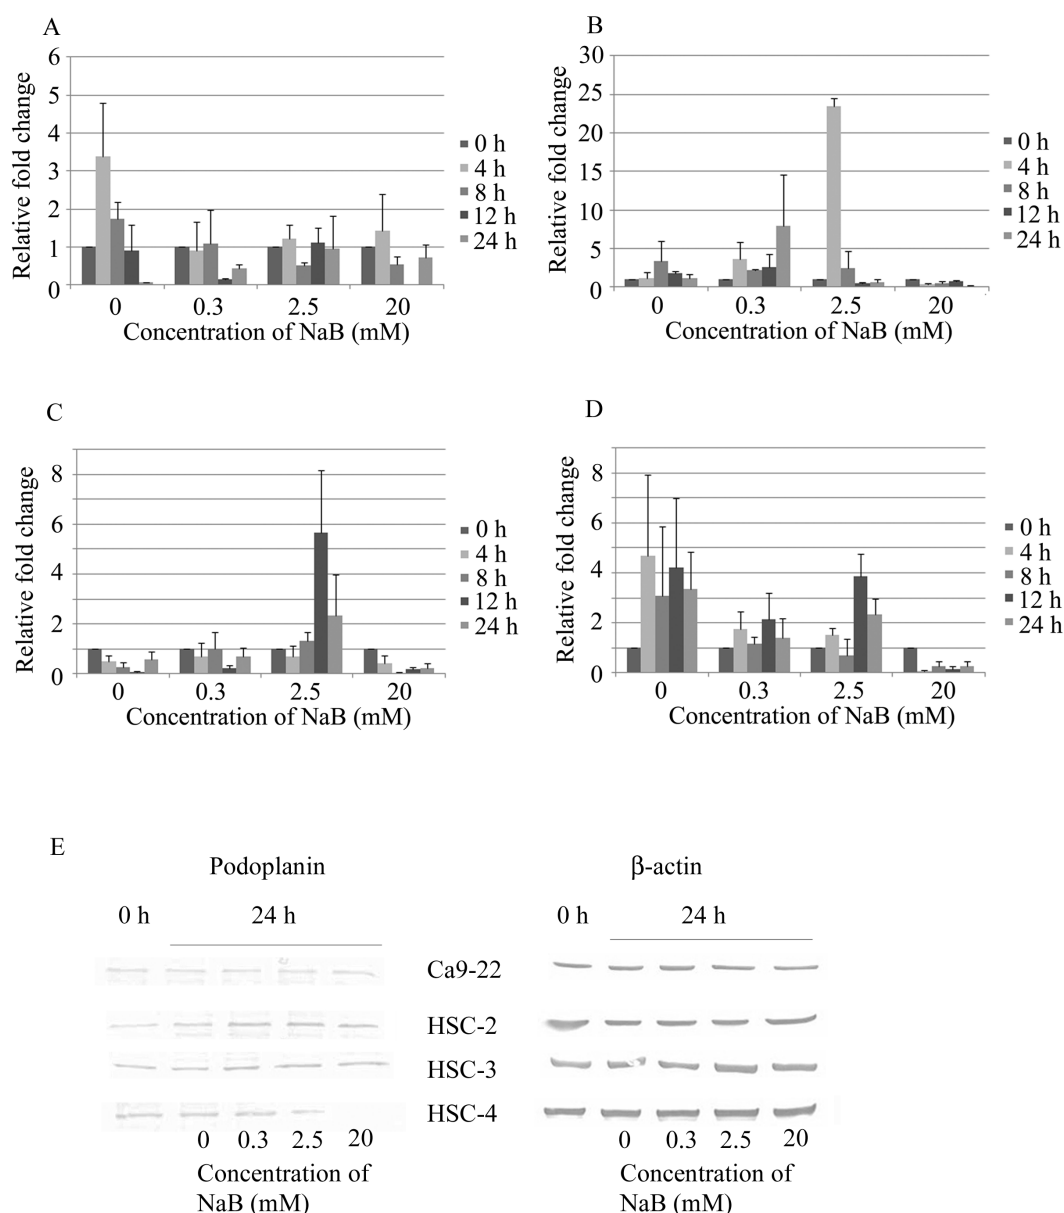 A
6
5
4
3
2
1
0
Relative fold change
0 0.3 2.5 20
Concentration of NaB (mM)
0 h
4 h
8 h
12 h
24 h
B
30
25
20
15
10
5
0
Relative fold change
0 0.3 2.5 20
Concentration of NaB (mM)
0 h
4 h
8 h
12 h
24 h
C
8
6
4
2
0
Relative fold change
0 0.3 2.5 20
Concentration of NaB (mM)
0 h
4 h
8 h
12 h
24 h
D
8
6
4
2
0
Relative fold change
0 0.3 2.5 20
Concentration of NaB (mM)
0 h
4 h
8 h
12 h
24 h
E
Podoplanin β-actin
0 h 24 h 0 h 24 h
Ca9-22
HSC-2
HSC-3
HSC-4
0 0.3 2.5 20 0 0.3 2.5 20
Concentration of
NaB (mM)
Concentration of
NaB (mM)